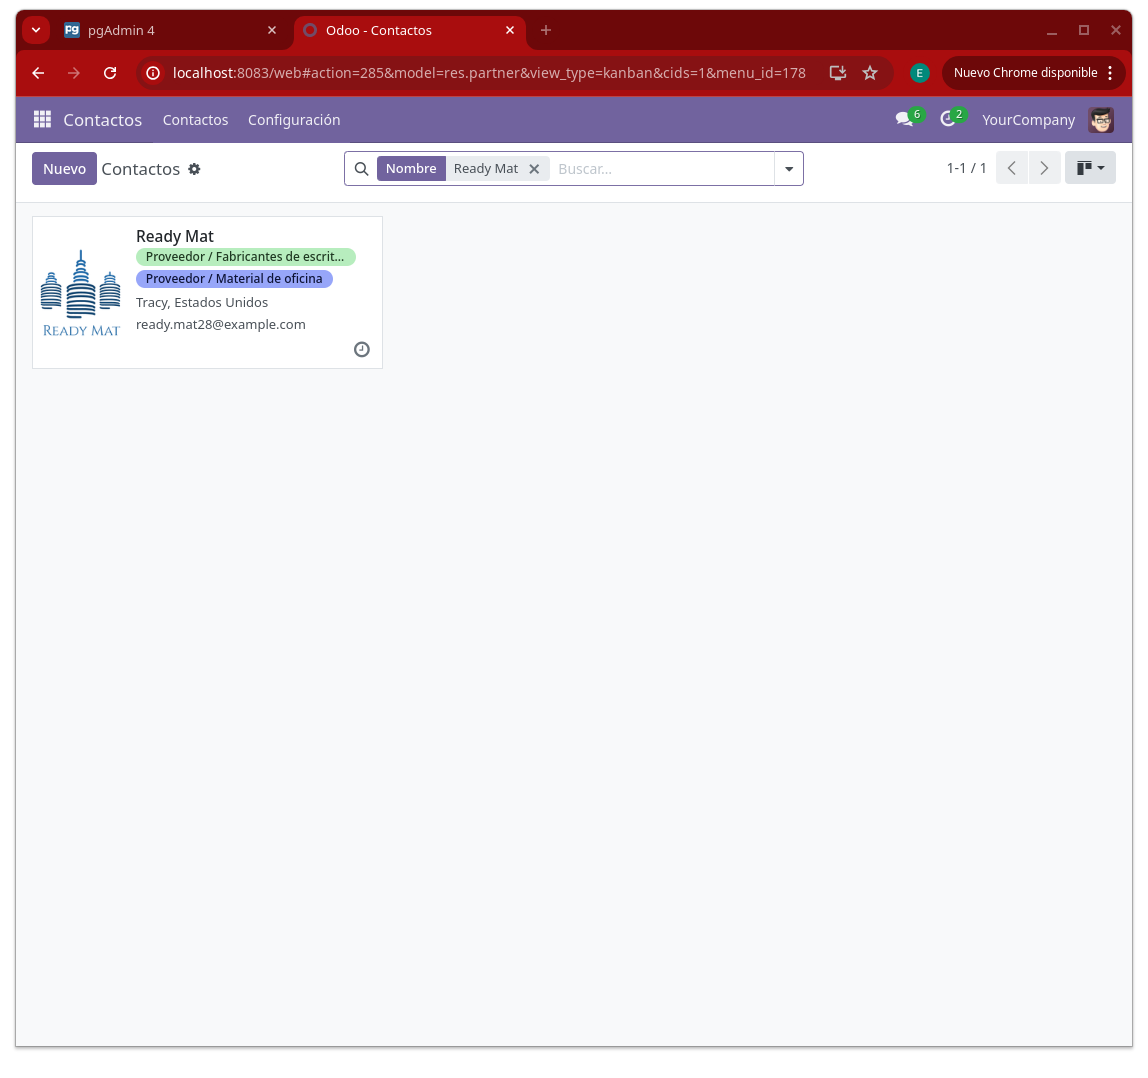 pgAdmin 4
Odoo - Contactos
localhost:8083/web#action=285&model=res.partner&view_type=kanban&cids=1&menu_id=178
E
Nuevo Chrome disponible
Contactos Contactos Configuración
6 2 YourCompany
Nuevo Contactos
Nombre Ready Mat Buscar...
1-1 / 1
Ready Mat
Proveedor / Fabricantes de escrit...
Proveedor / Material de oficina
Tracy, Estados Unidos
ready.mat28@example.com
READY MAT